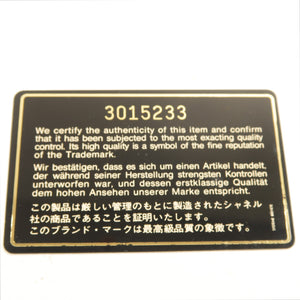 3015233
We certify the authenticity of this item and confirm
that it has been subjected to the most exacting quality
control. Its high quality is a symbol of the fine reputation
of the Trademark.
Wir bestätigen, dass es sich um einen Artikel handelt,
der während seiner Herstellung strengsten Kontrollen
unterworfen war, und dessen erstklassige Qualität
dem hohen Ansehen unserer Marke entspricht.
この製品は厳しい管理のもとに製造されたシャネル
社の商品であることを証明いたします。
このブランド・マークは最高級品質の象徴です。